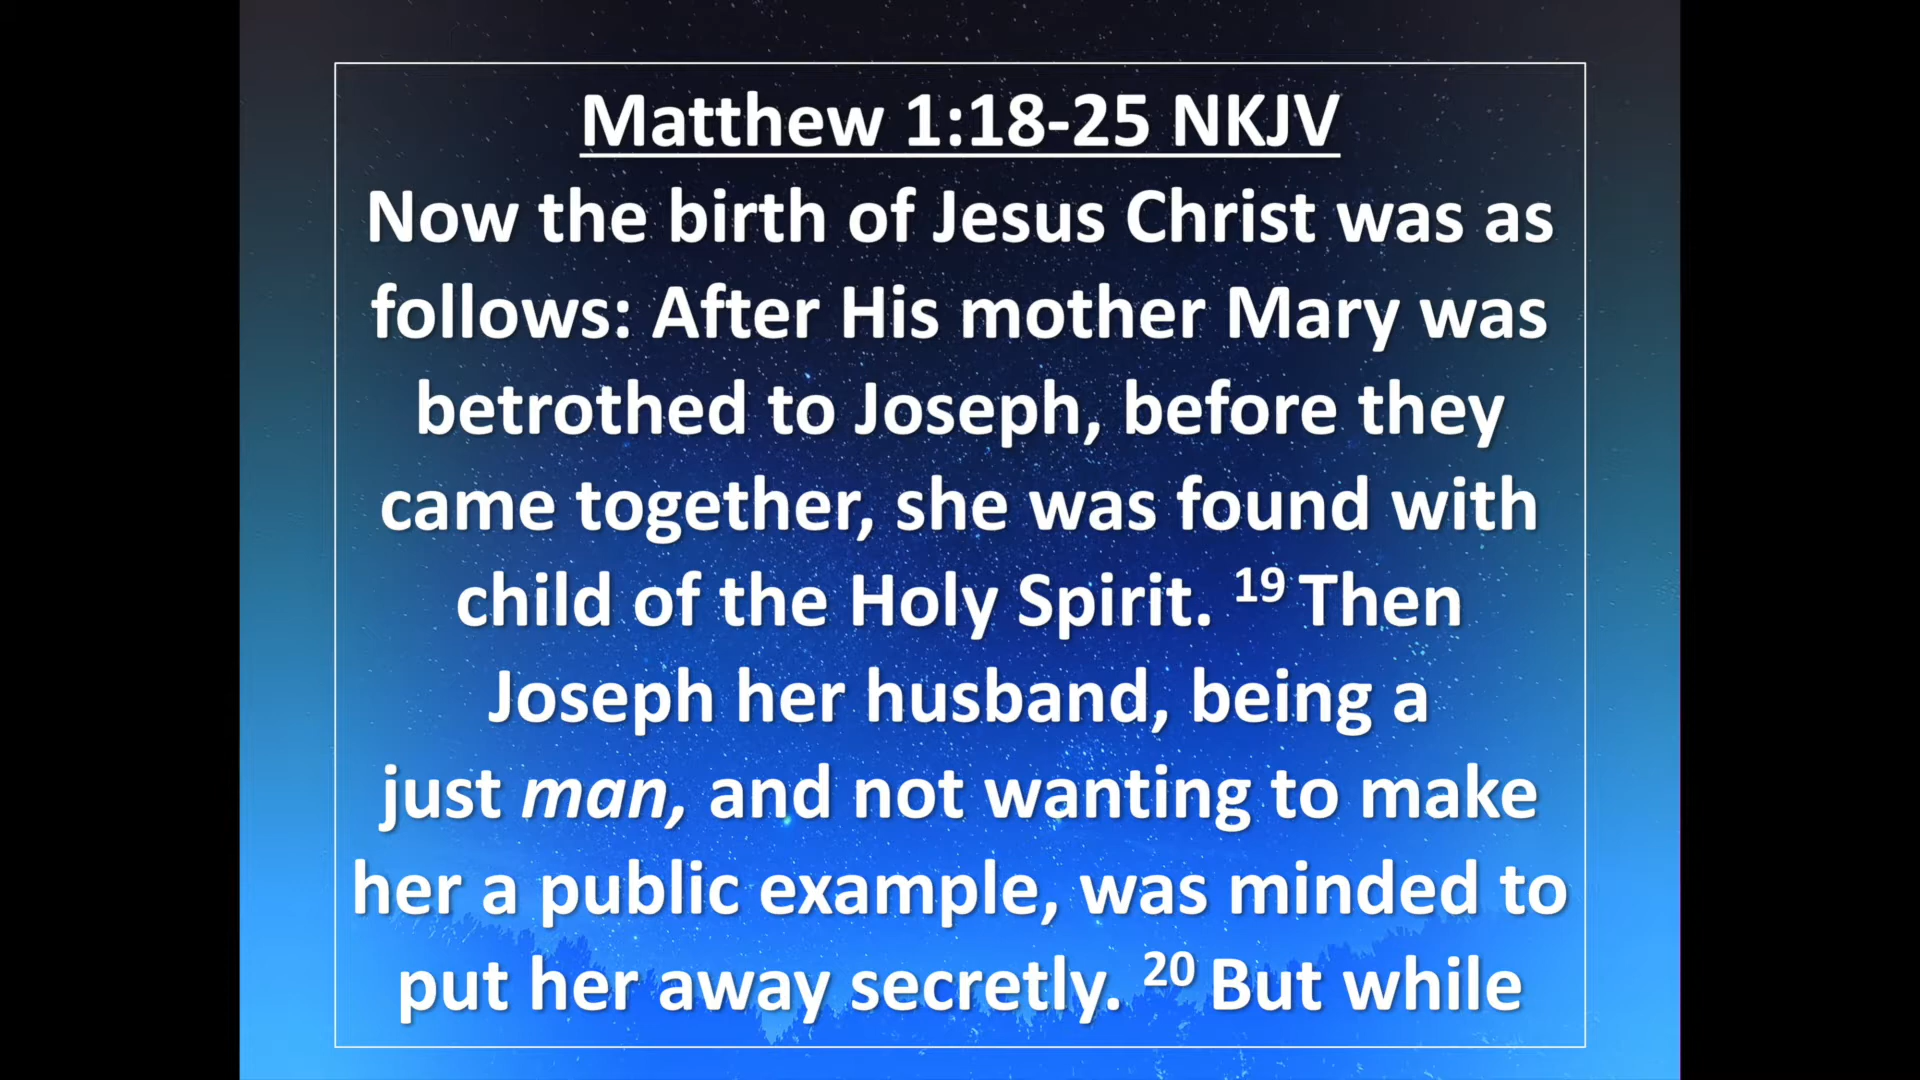 Matthew 1:18-25 NKJV
Now the birth of Jesus Christ was as
follows: After His mother Mary was
betrothed to Joseph, before they
came together, she was found with
child of the Holy Spirit. 19 Then
Joseph her husband, being a
just man, and not wanting to make
her a public example, was minded to
put her away secretly. 20 But while